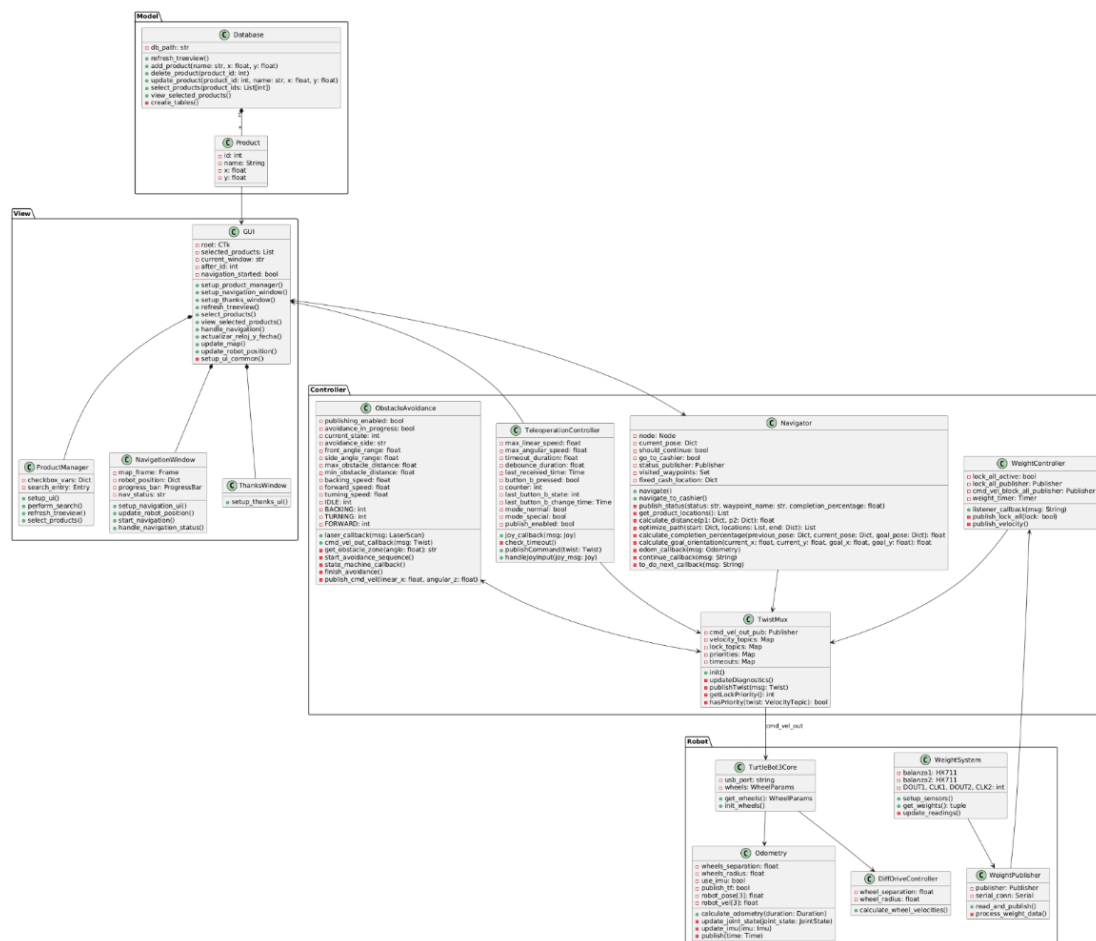 Model
C Database
db_path: str
refresh_treeview()
add_product(name: str, x: float, y: float)
delete_product(product_id: int)
update_product(product_id: int, name: str, x: float, y: float)
select_products(product_ids: List[int])
view_selected_products()
create_tables()
C Product
id: int
name: String
x: float
y: float
View
C GUI
root: CTk
selected_products: List
current_window: str
after_id: int
navigation_started: bool
setup_product_manager()
setup_navigation_window()
setup_thanks_window()
refresh_treeview()
select_products()
view_selected_products()
handle_navigation()
actualizar_reloj_y_fecha()
update_map()
update_robot_position()
setup_ui_common()
C ProductManager
checkbox_vars: Dict
search_entry: Entry
setup_ui()
perform_search()
refresh_treeview()
select_products()
C NavigationWindow
map_frame: Frame
robot_position: Dict
progress_bar: ProgressBar
nav_status: str
setup_navigation_ui()
update_robot_position()
start_navigation()
handle_navigation_status()
C ThanksWindow
setup_thanks_ui()
Controller
C ObstacleAvoidance
publishing_enabled: bool
avoidance_in_progress: bool
current_state: int
avoidance_side: str
front_angle_range: float
side_angle_range: float
max_obstacle_distance: float
min_obstacle_distance: float
backing_speed: float
forward_speed: float
turning_speed: float
IDLE: int
BACKING: int
TURNING: int
FORWARD: int
laser_callback(msg: LaserScan)
cmd_vel_out_callback(msg: Twist)
get_obstacle_zone(angle: float): str
start_avoidance_sequence()
state_machine_callback()
finish_avoidance()
publish_cmd_vel(linear_x: float, angular_z: float)
C TeleoperationController
max_linear_speed: float
max_angular_speed: float
timeout_duration: float
debounce_duration: float
last_received_time: Time
button_b_pressed: bool
counter: int
last_button_b_state: int
last_button_b_change_time: Time
mode_normal: bool
mode_special: bool
publish_enabled: bool
joy_callback(msg: Joy)
check_timeout()
publishCommand(twist: Twist)
handleJoyInput(joy_msg: Joy)
C Navigator
node: Node
current_pose: Dict
should_continue: bool
go_to_cashier: bool
status_publisher: Publisher
visited_waypoints: Set
fixed_cash_location: Dict
navigate()
navigate_to_cashier()
publish_status(status: str, waypoint_name: str, completion_percentage: float)
get_product_locations(): List
calculate_distance(p1: Dict, p2: Dict): float
optimize_path(start: Dict, locations: List, end: Dict): List
calculate_completion_percentage(previous_pose: Dict, current_pose: Dict, goal_pose: Dict): float
calculate_goal_orientation(current_x: float, current_y: float, goal_x: float, goal_y: float): float
odom_callback(msg: Odometry)
continue_callback(msg: String)
to_do_next_callback(msg: String)
C WeightController
lock_all_active: bool
lock_all_publisher: Publisher
cmd_vel_block_all_publisher: Publisher
weight_timer: Timer
listener_callback(msg: String)
publish_lock_all(lock: bool)
publish_velocity()
C TwistMux
cmd_vel_out_pub: Publisher
velocity_topics: Map
lock_topics: Map
priorities: Map
timeouts: Map
init()
updateDiagnostics()
publishTwist(msg: Twist)
getLockPriority(): int
hasPriority(twist: VelocityTopic): bool
cmd_vel_out
Robot
C TurtleBot3Core
usb_port: string
wheels: WheelParams
get_wheels(): WheelParams
init_wheels()
C WeightSystem
balanza1: HX711
balanza2: HX711
DOUT1, CLK1, DOUT2, CLK2: int
setup_sensors()
get_weights(): tuple
update_readings()
C Odometry
wheels_separation: float
wheels_radius: float
use_imu: bool
publish_tf: bool
robot_pose[3]: float
robot_vel[3]: float
calculate_odometry(duration: Duration)
update_joint_state(joint_state: JointState)
update_imu(imu: Imu)
publish(time: Time)
C DiffDriveController
wheel_separation: float
wheel_radius: float
calculate_wheel_velocities()
C WeightPublisher
publisher: Publisher
serial_conn: Serial
read_and_publish()
process_weight_data()